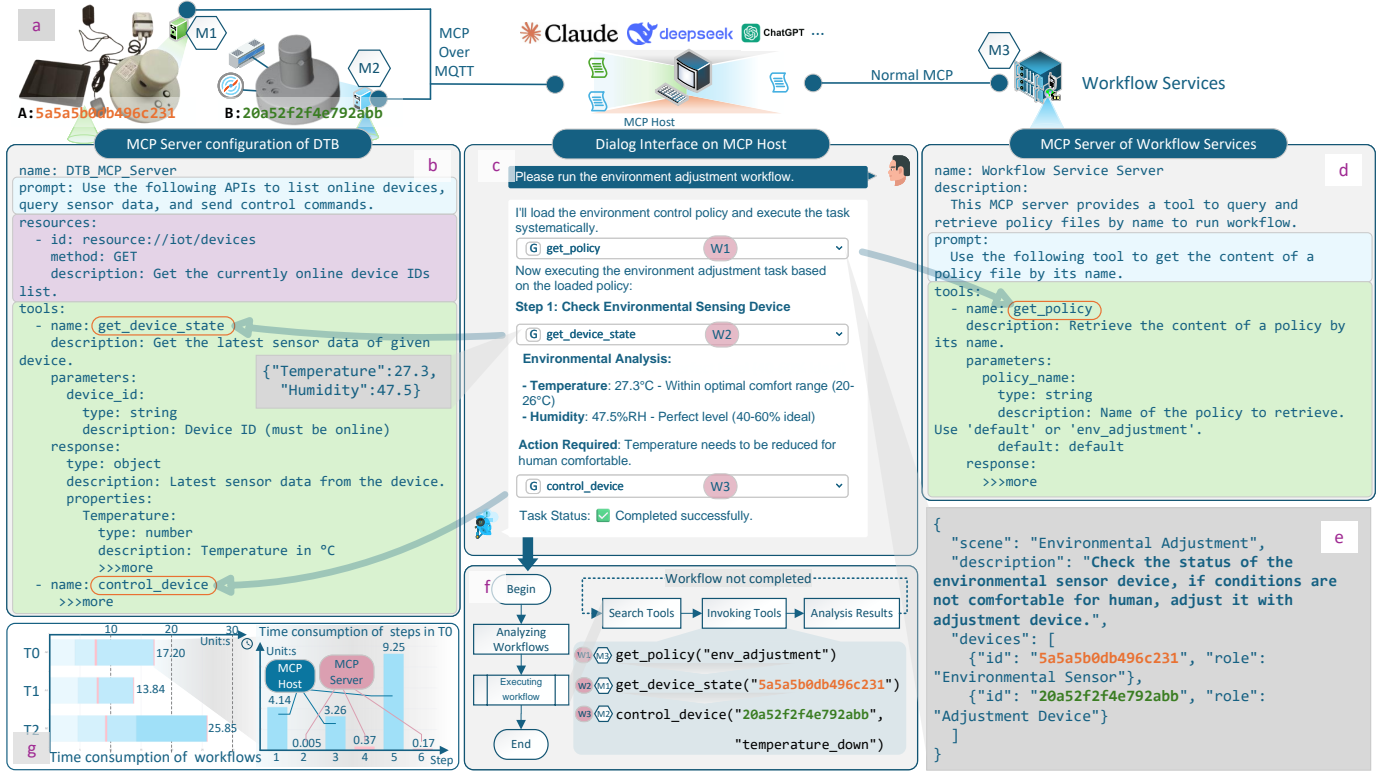 a
M1
M2
A:5a5a5b0db496c231
B:20a52f2f4e792abb
MCP
Over
MQTT
Claude
deepseek
ChatGPT ...
MCP Host
Normal MCP
M3
Workflow Services
MCP Server configuration of DTB
b
name: DTB_MCP_Server
prompt: Use the following APIs to list online devices,
query sensor data, and send control commands.
resources:
- id: resource://iot/devices
method: GET
description: Get the currently online device IDs
list.
tools:
- name: get_device_state
description: Get the latest sensor data of given
device.
parameters:
device_id:
type: string
description: Device ID (must be online)
response:
type: object
description: Latest sensor data from the device.
properties:
Temperature:
type: number
description: Temperature in °C
>>>more
- name: control_device
>>>more
{"Temperature":27.3,
"Humidity":47.5}
Dialog Interface on MCP Host
c
Please run the environment adjustment workflow.
I'll load the environment control policy and execute the task
systematically.
G get_policy W1
Now executing the environment adjustment task based
on the loaded policy:
Step 1: Check Environmental Sensing Device
G get_device_state W2
Environmental Analysis:
- Temperature: 27.3°C - Within optimal comfort range (20-
26°C)
- Humidity: 47.5%RH - Perfect level (40-60% ideal)
Action Required: Temperature needs to be reduced for
human comfortable.
G control_device W3
Task Status: ✅ Completed successfully.
MCP Server of Workflow Services
d
name: Workflow Service Server
description:
This MCP server provides a tool to query and
retrieve policy files by name to run workflow.
prompt:
Use the following tool to get the content of a
policy file by its name.
tools:
- name: get_policy
description: Retrieve the content of a policy by
its name.
parameters:
policy_name:
type: string
description: Name of the policy to retrieve.
Use 'default' or 'env_adjustment'.
default: default
response:
>>>more
e
{
"scene": "Environmental Adjustment",
"description": "Check the status of the
environmental sensor device, if conditions are
not comfortable for human, adjust it with
adjustment device.",
"devices": [
{"id": "5a5a5b0db496c231", "role":
"Environmental Sensor"},
{"id": "20a52f2f4e792abb", "role":
"Adjustment Device"}
]
}
f
Begin
Analyzing
Workflows
Executing
workflow
End
Workflow not completed
Search Tools
Invoking Tools
Analysis Results
W1 M3 get_policy("env_adjustment")
W2 M1 get_device_state("5a5a5b0db496c231")
W3 M2 control_device("20a52f2f4e792abb",
"temperature_down")
g
10 20 30
Unit:s
T0 17.20
T1 13.84
T2 25.85
Time consumption of workflows
Time consumption of steps in T0
Unit:s
MCP
Host
MCP
Server
4.14
0.005
3.26
0.37
9.25
0.17
1 2 3 4 5 6 Step